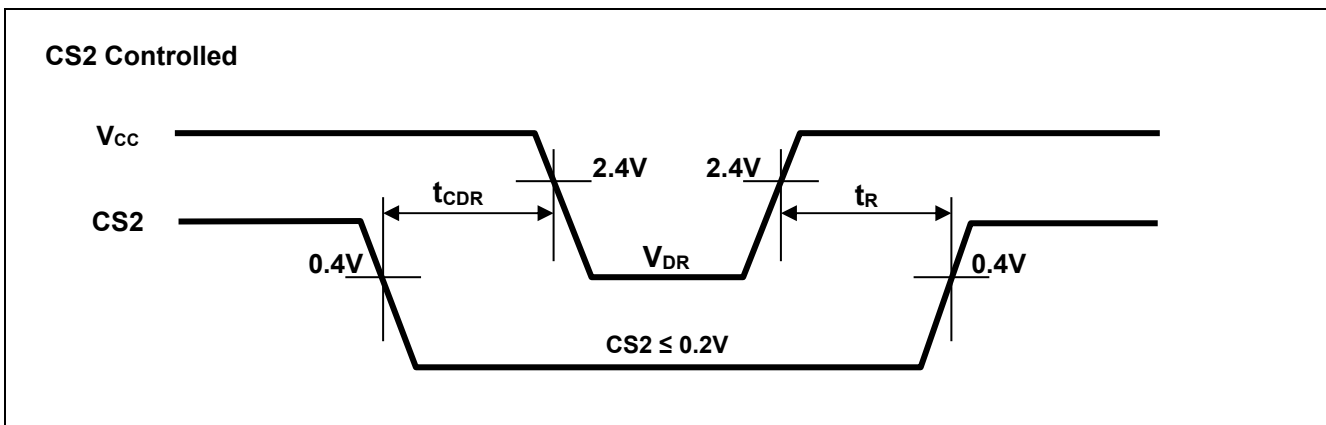 CS2 Controlled
VCC
2.4V 2.4V
tCDR tR
CS2
0.4V VDR 0.4V
CS2 ≤ 0.2V